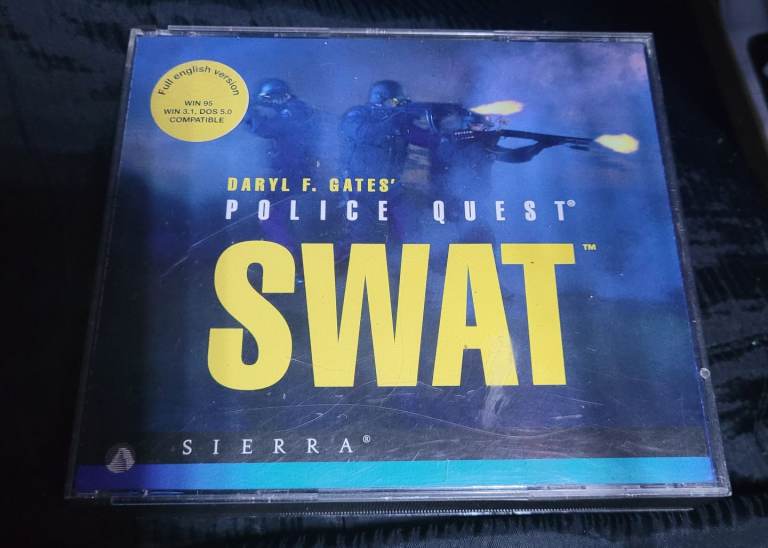 Full english version
WIN 95
WIN 3.1, DOS 5.0
COMPATIBLE
DARYL F. GATES'
POLICE QUEST®
SWAT™
SIERRA®